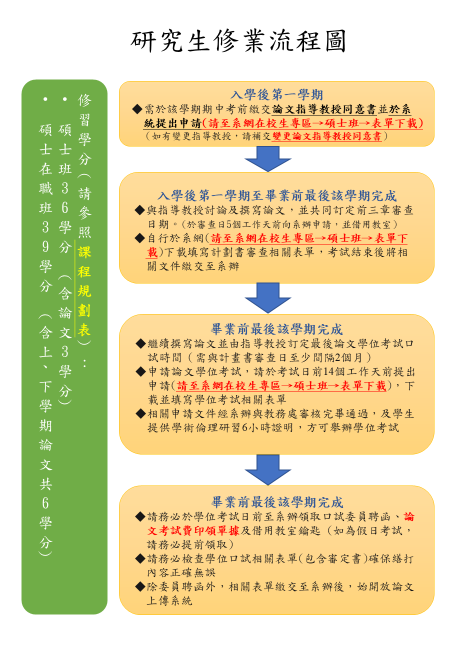 研究生修業流程圖
修習學分(請參照課程規劃表)：
• 碩士班36學分 (含論文3學分)
• 碩士在職班39學分 (含上、下學期論文共6學分)
入學後第一學期
◆需於該學期期中考前繳交論文指導教授同意書並於系
統提出申請(請至系網在校生專區→碩士班→表單下載)
(如有變更指導教授，請補交變更論文指導教授同意書)
入學後第一學期至畢業前最後該學期完成
◆與指導教授討論及撰寫論文，並共同訂定前三章審查
日期。(於審查日5個工作天前向系辦申請，並借用教室)
◆自行於系網(請至系網在校生專區→碩士班→表單下
載)下載填寫計劃書審查相關表單，考試結束後將相
關文件繳交至系辦
畢業前最後該學期完成
◆繼續撰寫論文並由指導教授訂定最後論文學位考試口
試時間（需與計畫書審查日至少間隔2個月）
◆申請論文學位考試，請於考試日前14個工作天前提出
申請(請至系網在校生專區→碩士班→表單下載)，下
載並填寫學位考試相關表單
◆相關申請文件經系辦與教務處審核完畢通過，及學生
提供學術倫理研習6小時證明，方可舉辦學位考試
畢業前最後該學期完成
◆請務必於學位考試日前至系辦領取口試委員聘函、論
文考試費印領單據及借用教室鑰匙（如為假日考試，
請務必提前領取）
◆請務必檢查學位口試相關表單(包含審定書)確保繕打
內容正確無誤
◆除委員聘函外，相關表單繳交至系辦後，始開放論文
上傳系統